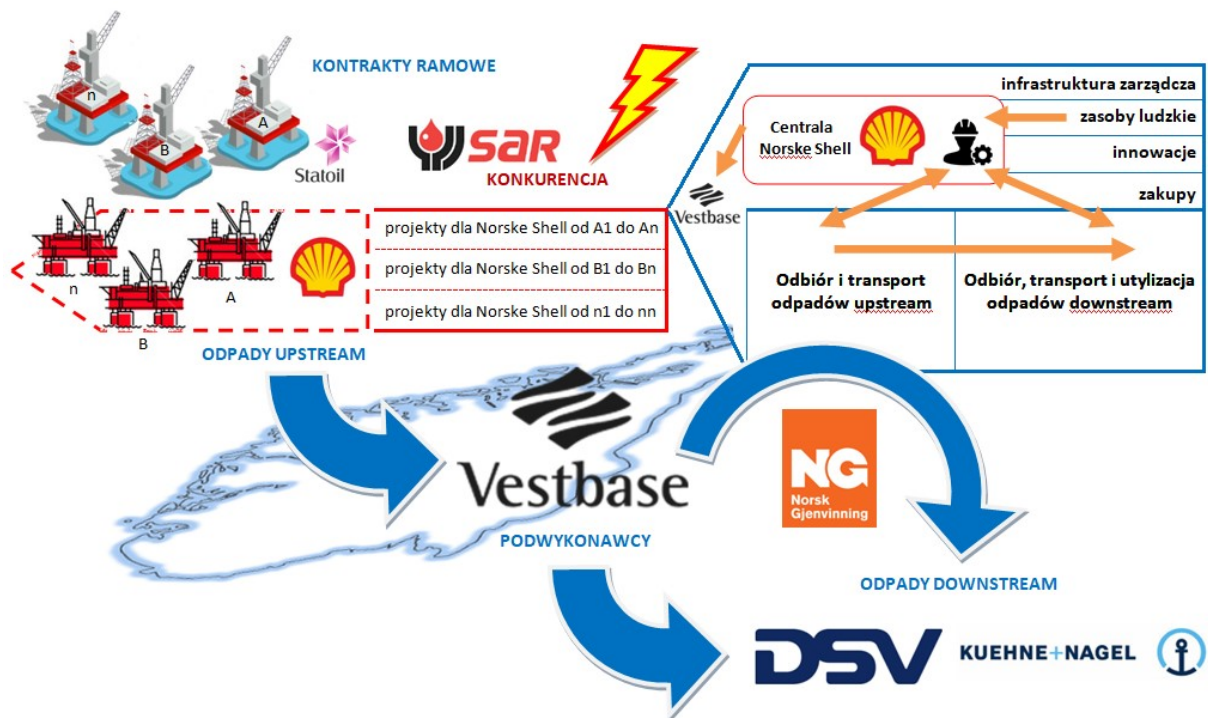 KONTRAKTY RAMOWE
n
A
B
Statoil
SAR
KONKURENCJA
infrastruktura zarządcza
Centrala
Norske Shell
zasoby ludzkie
innowacje
zakupy
Vestbase
projekty dla Norske Shell od A1 do An
projekty dla Norske Shell od B1 do Bn
projekty dla Norske Shell od n1 do nn
n
A
B
Odbiór i transport
odpadów upstream
Odbiór, transport i utylizacja
odpadów downstream
ODPADY UPSTREAM
Vestbase
NG
Norsk
Gjenvinning
PODWYKONAWCY
ODPADY DOWNSTREAM
DSV
KUEHNE+NAGEL